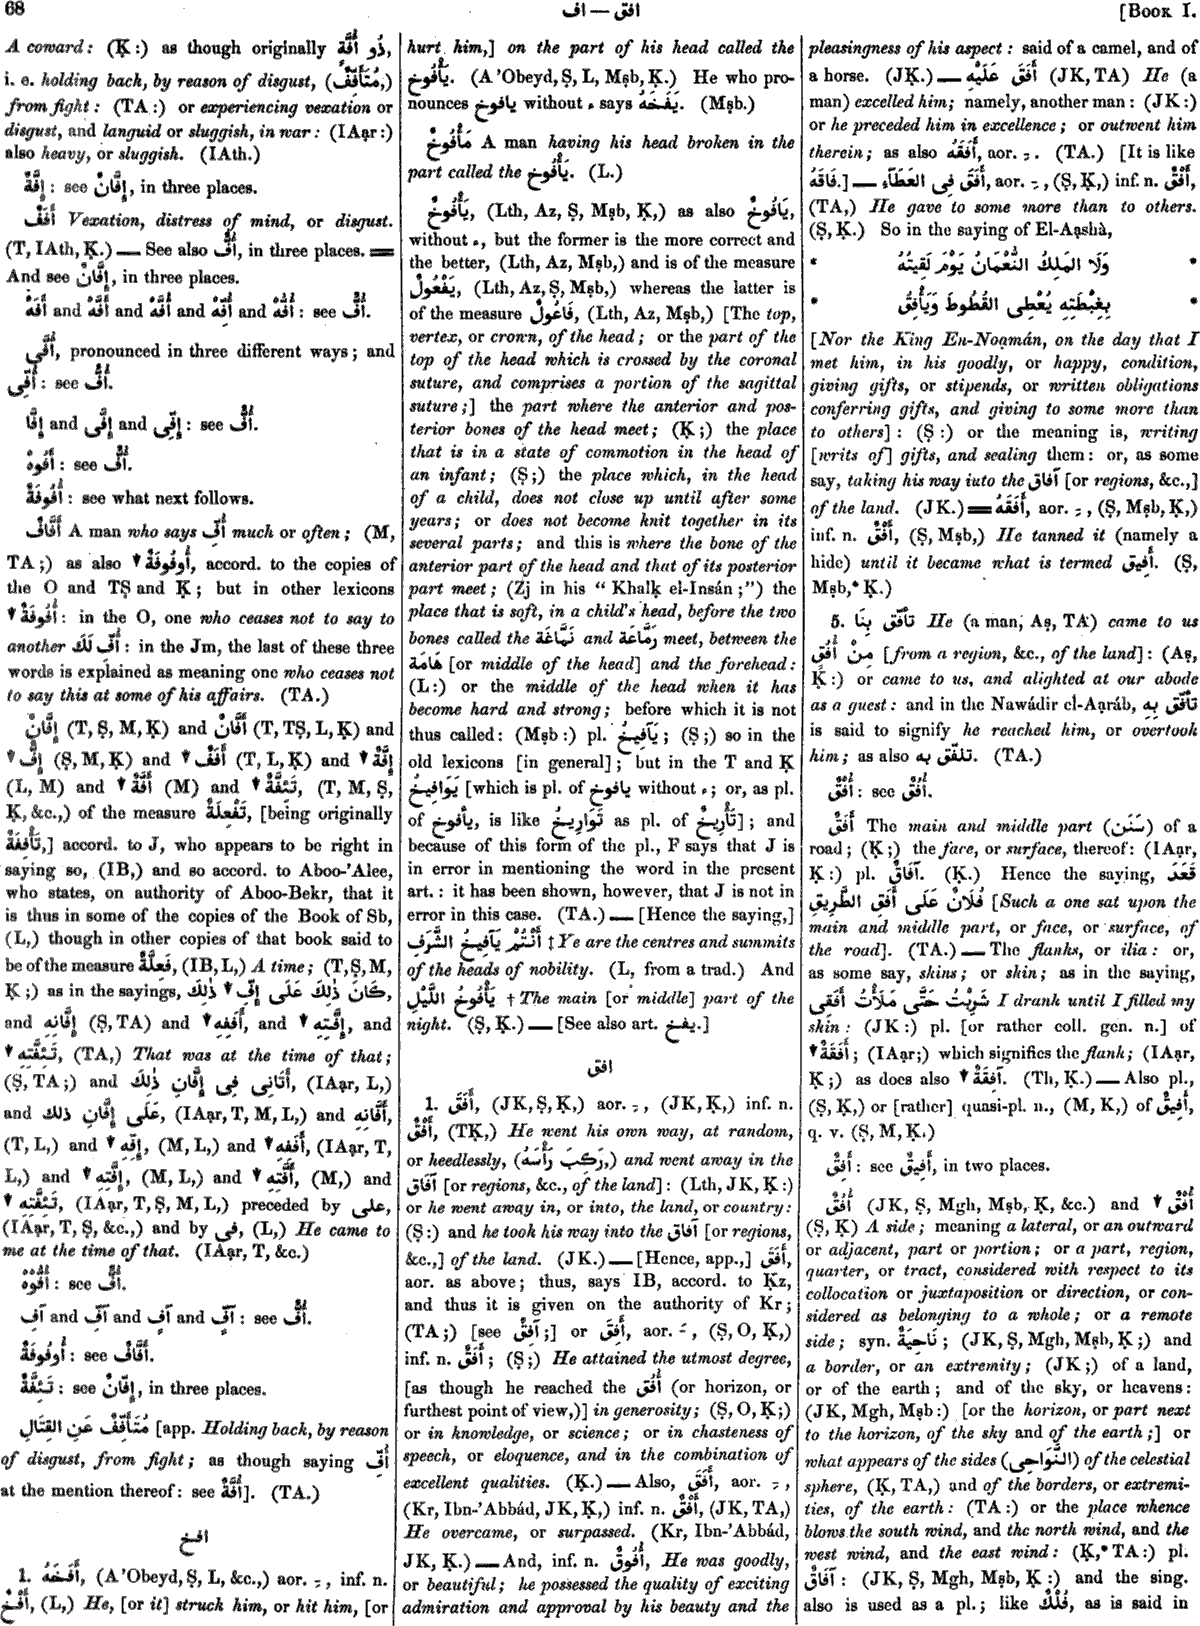 68
افق — اف
[Book I.
A coward: (Ḳ:) as though originally ذُو أُفَّةٍ,
i. e. holding back, by reason of disgust, (مُتَأَفِّفٌ,)
from fight: (TA:) or experiencing vexation or
disgust, and languid or sluggish, in war: (IAạr:)
also heavy, or sluggish. (IAth.)
إِفَّةٌ: see إِفَّانٌ, in three places.
أَفَفٌ Vexation, distress of mind, or disgust.
(T, IAth, Ḳ.) — See also أُفٌّ, in three places. =
And see إِفَّانٌ, in three places.
أُفُّهْ and أُفَّهْ and أُفِّهْ and أُفَّهْ and أُفَهْ: see أُفٌّ.
أُفَّى, pronounced in three different ways; and
أُفِّى: see أُفٌّ.
إِفِّى and إِفَّى and إِفَّا: see أُفٌّ.
أُفُوهْ: see أُفٌّ.
أُفُوفَةٌ: see what next follows.
أَفَّافٌ A man who says أُفّ much or often; (M,
TA;) as also أُوفُوفَةٌ, accord. to the copies of
the O and TṢ and Ḳ; but in other lexicons
أُفُوفَةٌ: in the O, one who ceases not to say to
another أُفّ لَكَ: in the Jm, the last of these three
words is explained as meaning one who ceases not
to say this at some of his affairs. (TA.)
إِفَّانٌ (T, Ṣ, M, Ḳ) and أَفَّانٌ (T, TṢ, L, Ḳ) and
إِفٌّ (Ṣ, M, Ḳ) and أَفَفٌ (T, L, Ḳ) and إِفَّةٌ
(L, M) and أَفَّةٌ (M) and تَئِفَّةٌ, (T, M, Ṣ,
Ḳ, &c.,) of the measure تَفْعِلَةٌ, [being originally
تَأْفِفَةٌ,] accord. to J, who appears to be right in
saying so, (IB,) and so accord. to Aboo-'Alee,
who states, on authority of Aboo-Bekr, that it
is thus in some of the copies of the Book of Sb,
(L,) though in other copies of that book said to
be of the measure فَعِلَّةٌ, (IB, L,) A time; (T, Ṣ, M,
Ḳ;) as in the sayings, كَانَ ذٰلِكَ عَلَى إِفِّ ذٰلِكَ,
and إِفَّانِهِ (Ṣ, TA) and أَفَفِهِ, and إِفَّتِهِ, and
تَئِفَّتِهِ, (TA,) That was at the time of that;
(Ṣ, TA;) and أَتَانِى فِى إِفَّانِ ذٰلِكَ, (IAạr, L,)
and عَلَى إِفَّانِ ذلك, (IAạr, T, M, L,) and أَفَّانِهِ
(T, L,) and إِفِّهِ, (M, L,) and أَفَفِهِ, (IAạr, T,
L,) and إِفَّتِهِ, (M, L,) and أَفَّتِهِ, (M,) and
تَئِفَّتِهِ, (IAạr, T, Ṣ, M, L,) preceded by على,
(IAạr, T, Ṣ, &c.,) and by فى, (L,) He came to
me at the time of that. (IAạr, T, &c.)
أُفُّوهْ: see أُفٌّ.
آفٍ and آفِّ and آفٍ and آفِ: see أُفٌّ.
أُوفُوفَةٌ: see أَفَّافٌ.
تَئِفَّةٌ: see إِفَّانٌ, in three places.
مُتَأَفِّفٌ عَنِ القِتَالِ [app. Holding back, by reason
of disgust, from fight; as though saying أُفّ
at the mention thereof: see أُفَّةٌ]. (TA.)
افخ
1. أَفَخَهُ, (A'Obeyd, Ṣ, L, &c.,) aor. ـِ, inf. n.
أَفْخٌ, (L,) He, [or it] struck him, or hit him, [or
hurt him,] on the part of his head called the
يَأْفُوخ. (A'Obeyd, Ṣ, L, Mṣb, Ḳ.) He who pro-
nounces يافوخ without ء says يَفَخَهُ. (Mṣb.)
مَأْفُوخٌ A man having his head broken in the
part called the يَأْفُوخ. (L.)
يَأْفُوخٌ, (Lth, Az, Ṣ, Mṣb, Ḳ,) as also يَافُوخٌ,
without ء, but the former is the more correct and
the better, (Lth, Az, Mṣb,) and is of the measure
يَفْعُولٌ, (Lth, Az, Ṣ, Mṣb,) whereas the latter is
of the measure فَاعُولٌ, (Lth, Az, Mṣb,) [The top,
vertex, or crown, of the head; or the part of the
top of the head which is crossed by the coronal
suture, and comprises a portion of the sagittal
suture;] the part where the anterior and pos-
terior bones of the head meet; (Ḳ;) the place
that is in a state of commotion in the head of
an infant; (Ṣ;) the place which, in the head
of a child, does not close up until after some
years; or does not become knit together in its
several parts; and this is where the bone of the
anterior part of the head and that of its posterior
part meet; (Zj in his "Khalḳ el-Insán;") the
place that is soft, in a child's head, before the two
bones called the نَمَّاغَة and رَمَّاعَة meet, between the
هَامَة [or middle of the head] and the forehead:
(L:) or the middle of the head when it has
become hard and strong; before which it is not
thus called: (Mṣb:) pl. يَآفِيخُ; (Ṣ;) so in the
old lexicons [in general]; but in the T and Ḳ
يَوَافِيخُ [which is pl. of يافوخ without ء; or, as pl.
of يأفوخ, is like تَوَارِيخُ as pl. of تَأْرِيخٌ]; and
because of this form of the pl., F says that J is
in error in mentioning the word in the present
art.: it has been shown, however, that J is not in
error in this case. (TA.) — [Hence the saying,]
أَنْتُمْ يَآفِيخُ الشَّرَفِ ‡ Ye are the centres and summits
of the heads of nobility. (L, from a trad.) And
يَأْفُوخُ اللَّيْلِ † The main [or middle] part of the
night. (Ṣ, Ḳ.) — [See also art. يفخ.]
افق
1. أَفَقَ, (JK, Ṣ, Ḳ,) aor. ـِ, (JK, Ḳ,) inf. n.
أَفْقٌ, (TḲ,) He went his own way, at random,
or heedlessly, (رَكِبَ رَأْسَهُ,) and went away in the
آفَاق [or regions, &c., of the land]: (Lth, JK, Ḳ:)
or he went away in, or into, the land, or country:
(Ṣ:) and he took his way into the آفاق [or regions,
&c.,] of the land. (JK.) — [Hence, app.,] أَفَقَ,
aor. as above; thus, says IB, accord. to Ḳz,
and thus it is given on the authority of Kr;
(TA;) [see آفِقٌ;] or أَفِقَ, aor. ـَ, (Ṣ, O, Ḳ,)
inf. n. أَفَقٌ; (Ṣ;) He attained the utmost degree,
[as though he reached the أُفُق (or horizon, or
furthest point of view,)] in generosity; (Ṣ, O, Ḳ;)
or in knowledge, or science; or in chasteness of
speech, or eloquence, and in the combination of
excellent qualities. (Ḳ.) — Also, أَفَقَ, aor. ـِ,
(Kr, Ibn-'Abbád, JK, Ḳ,) inf. n. أَفْقٌ, (JK, TA,)
He overcame, or surpassed. (Kr, Ibn-'Abbád,
JK, Ḳ.) — And, inf. n. أُفُوقٌ, He was goodly,
or beautiful; he possessed the quality of exciting
admiration and approval by his beauty and the
pleasingness of his aspect: said of a camel, and of
a horse. (JḲ.) — أَفَقَ عَلَيْهِ (JK, TA) He (a
man) excelled him; namely, another man: (JK:)
or he preceded him in excellence; or outwent him
therein; as also أَفَقَهُ, aor. ـِ. (TA.) [It is like
فَاقَهُ.] — أَفَقَ فِى العَطَآءِ, aor. ـِ, (Ṣ, Ḳ,) inf. n. أَفْقٌ,
(TA,) He gave to some more than to others.
(Ṣ, Ḳ.) So in the saying of El-Aạshà,
* وَلَا المَلِكُ النُّعْمَانُ يَوْمَ لَقِيتُهُ *
* بِغِبْطَتِهِ يُعْطِى القُطُوطَ وَيَأْفِقُ *
[Nor the King En-Noạmán, on the day that I
met him, in his goodly, or happy, condition,
giving gifts, or stipends, or written obligations
conferring gifts, and giving to some more than
to others]: (Ṣ:) or the meaning is, writing
[writs of] gifts, and sealing them: or, as some
say, taking his way into the آفاق [or regions, &c.,]
of the land. (JK.) = أَفَقَهُ, aor. ـِ, (Ṣ, Mṣb, Ḳ,)
inf. n. أَفْقٌ, (Ṣ, Mṣb,) He tanned it (namely a
hide) until it became what is termed أَفِيق. (Ṣ,
Mṣb,* Ḳ.)
5. تأفّق بِنَا He (a man, Aṣ, TA) came to us
مِنْ أُفُقٍ [from a region, &c., of the land]: (Aṣ,
Ḳ:) or came to us, and alighted at our abode
as a guest: and in the Nawádir el-Aạráb, تأفّق بِهِ
is said to signify he reached him, or overtook
him; as also تلفّق به. (TA.)
أُفْقٌ: see أُفُقٌ.
أَفَقٌ The main and middle part (سَنَن) of a
road; (Ḳ;) the face, or surface, thereof: (IAạr,
Ḳ:) pl. آفَاقٌ. (Ḳ.) Hence the saying, قَعَدَ
فُلَانٌ عَلَى أَفَقِ الطَّرِيقِ [Such a one sat upon the
main and middle part, or face, or surface, of
the road]. (TA.) — The flanks, or ilia: or,
as some say, skins; or skin; as in the saying,
شَرِبْتُ حَتَّى مَلَأْتُ أَفَقِى I drank until I filled my
skin: (JK:) pl. [or rather coll. gen. n.] of
أَفَقَةٌ; (IAạr;) which signifies the flank; (IAạr,
Ḳ;) as does also آفِقَةٌ. (Th, Ḳ.) — Also pl.,
(Ṣ, Ḳ,) or [rather] quasi-pl. n., (M, K,) of أَفِيقٌ,
q. v. (Ṣ, M, Ḳ.)
أَفِقٌ: see أَفِيقٌ, in two places.
أُفُقٌ (JK, Ṣ, Mgh, Mṣb, Ḳ, &c.) and أُفْقٌ
(Ṣ, Ḳ) A side; meaning a lateral, or an outward
or adjacent, part or portion; or a part, region,
quarter, or tract, considered with respect to its
collocation or juxtaposition or direction, or con-
sidered as belonging to a whole; or a remote
side; syn. نَاحِيَةٌ; (JK, Ṣ, Mgh, Mṣb, Ḳ;) and
a border, or an extremity; (JK;) of a land,
or of the earth; and of the sky, or heavens:
(JK, Mgh, Mṣb:) [or the horizon, or part next
to the horizon, of the sky and of the earth;] or
what appears of the sides (النَّوَاحِى) of the celestial
sphere, (Ḳ, TA,) and of the borders, or extremi-
ties, of the earth: (TA:) or the place whence
blows the south wind, and the north wind, and the
west wind, and the east wind: (Ḳ,* TA:) pl.
آفَاقٌ: (JK, Ṣ, Mgh, Mṣb, Ḳ:) and the sing.
also is used as a pl.; like فُلْكٌ, as is said in